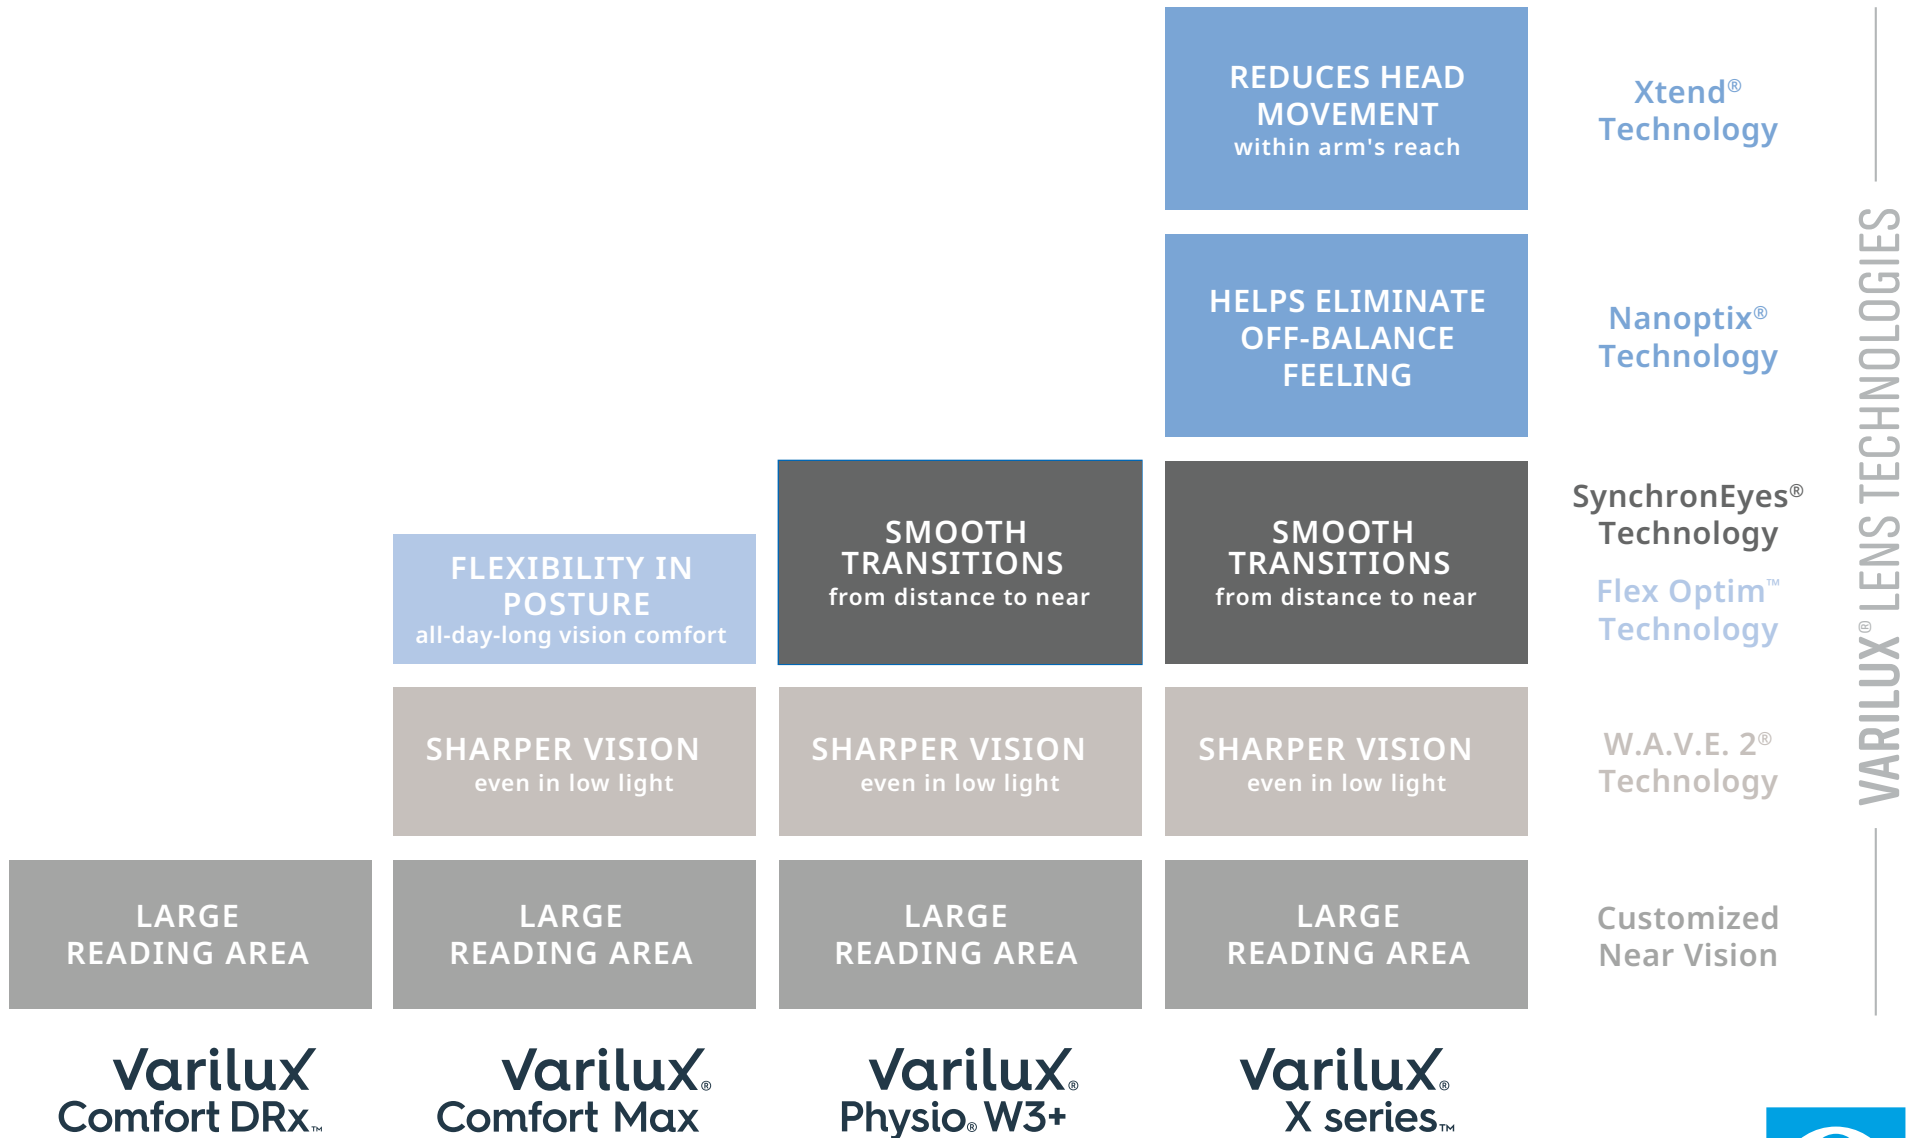 REDUCES HEAD
MOVEMENT
within arm's reach
Xtend®
Technology
HELPS ELIMINATE
OFF-BALANCE
FEELING
Nanoptix®
Technology
FLEXIBILITY IN
POSTURE
all-day-long vision comfort
SMOOTH
TRANSITIONS
from distance to near
SMOOTH
TRANSITIONS
from distance to near
SynchronEyes®
Technology
Flex Optim™
Technology
SHARPER VISION
even in low light
SHARPER VISION
even in low light
SHARPER VISION
even in low light
W.A.V.E. 2®
Technology
LARGE
READING AREA
LARGE
READING AREA
LARGE
READING AREA
LARGE
READING AREA
Customized
Near Vision
VARILUX® LENS TECHNOLOGIES
varilux
Comfort DRx™
varilux®
Comfort Max
varilux®
Physio® W3+
varilux®
X series™